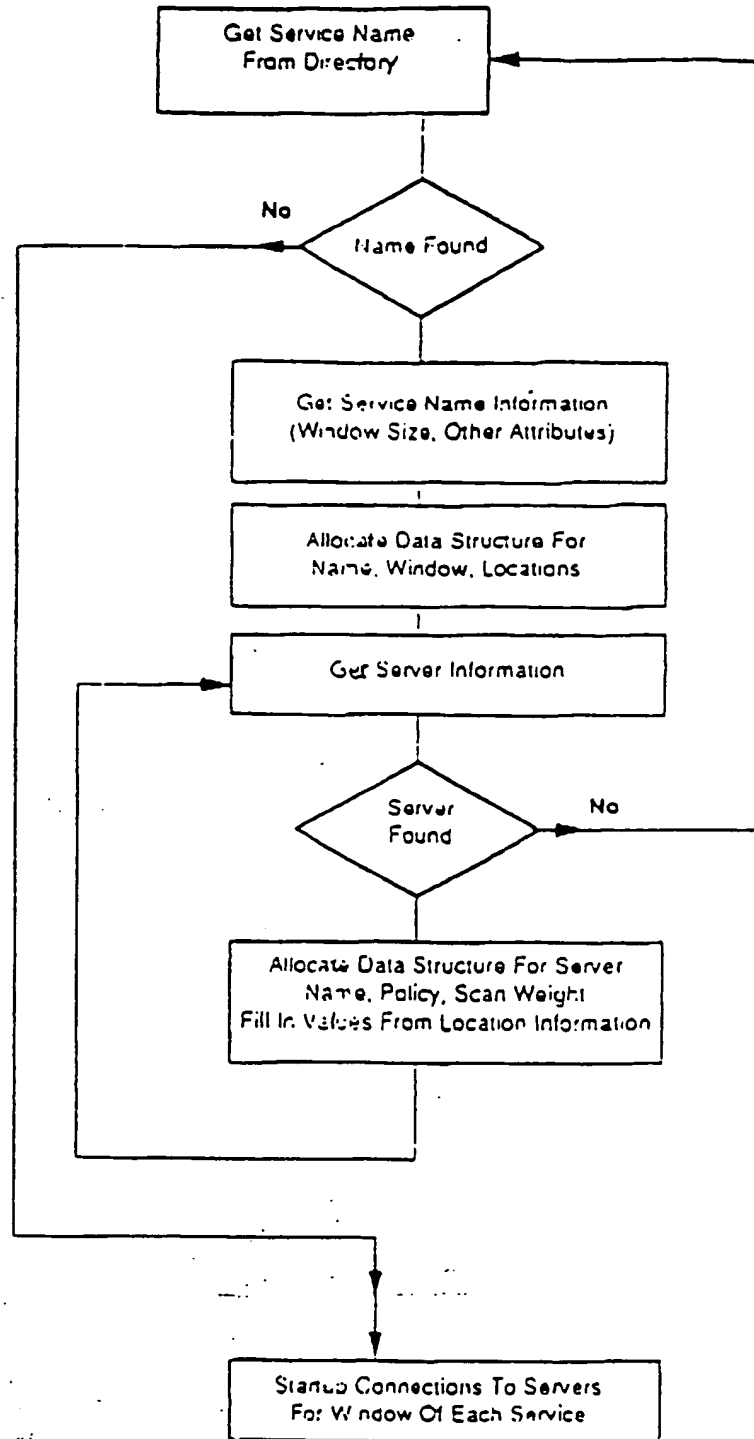 Get Service Name
From Directory
No
Name Found
Get Service Name Information
(Window Size, Other Attributes)
Allocate Data Structure For
Name, Window, Locations
Get Server Information
Server
Found
No
Allocate Data Structure For Server
Name, Policy, Scan Weight
Fill In Values From Location Information
Startup Connections To Servers
For Window Of Each Service